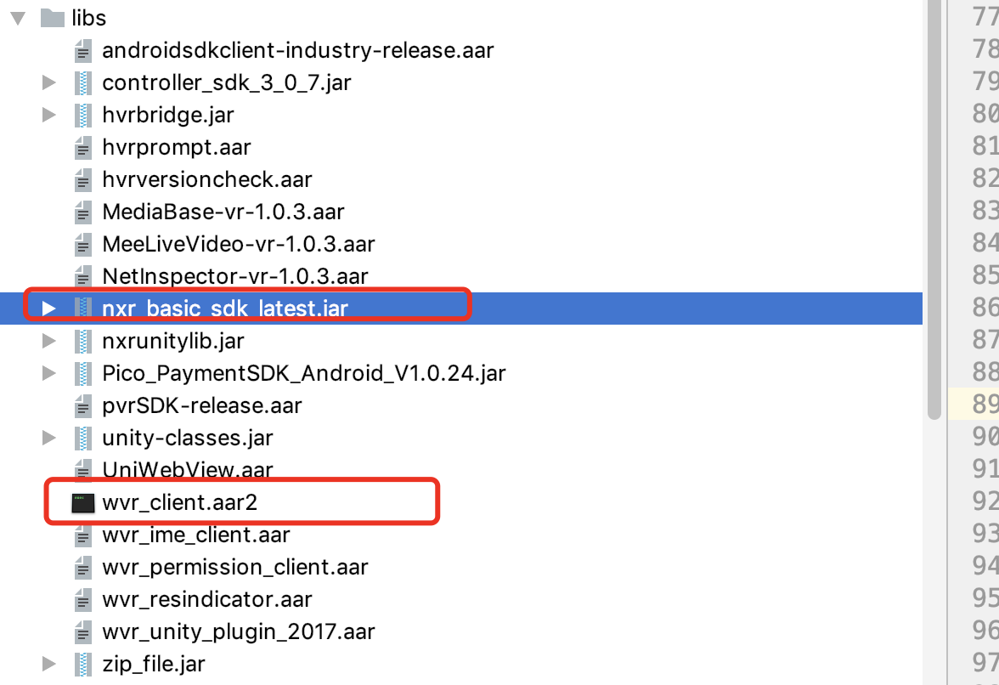 libs
androidsdkclient-industry-release.aar
controller_sdk_3_0_7.jar
hvrbridge.jar
hvrprompt.aar
hvrversioncheck.aar
MediaBase-vr-1.0.3.aar
MeeLiveVideo-vr-1.0.3.aar
NetInspector-vr-1.0.3.aar
nxr_basic_sdk_latest.jar
nxrunitylib.jar
Pico_PaymentSDK_Android_V1.0.24.jar
pvrSDK-release.aar
unity-classes.jar
UniWebView.aar
wvr_client.aar2
wvr_ime_client.aar
wvr_permission_client.aar
wvr_resindicator.aar
wvr_unity_plugin_2017.aar
zip_file.jar
77
78
79
80
81
82
83
84
85
86
87
88
89
90
91
92
93
94
95
96
97